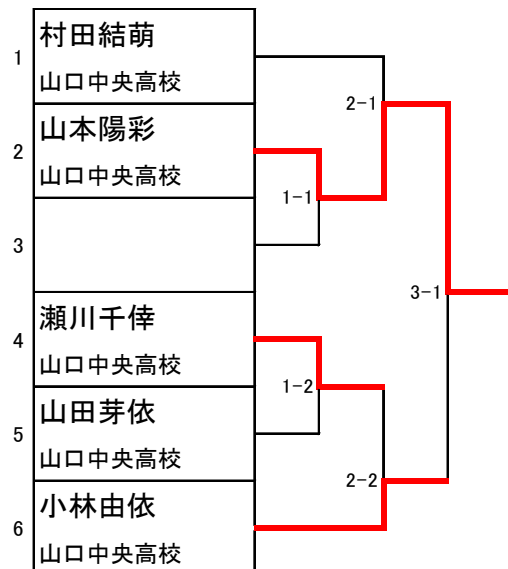 1
村田結萌
山口中央高校
2-1
2
山本陽彩
山口中央高校
1-1
3
3-1
4
瀬川千倖
山口中央高校
1-2
5
山田芽依
山口中央高校
2-2
6
小林由依
山口中央高校